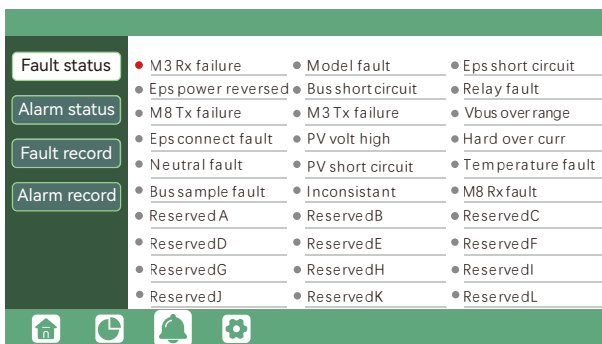 Fault status
Alarm status
Fault record
Alarm record
M3 Rx failure Model fault Eps short circuit
Eps power reversed Bus short circuit Relay fault
M8 Tx failure M3 Tx failure Vbus over range
Eps connect fault PV volt high Hard over curr
Neutral fault PV short circuit Temperature fault
Bus sample fault Inconsistant M8 Rx fault
Reserved A ReservedB ReservedC
ReservedD ReservedE ReservedF
ReservedG ReservedH ReservedI
ReservedJ ReservedK ReservedL